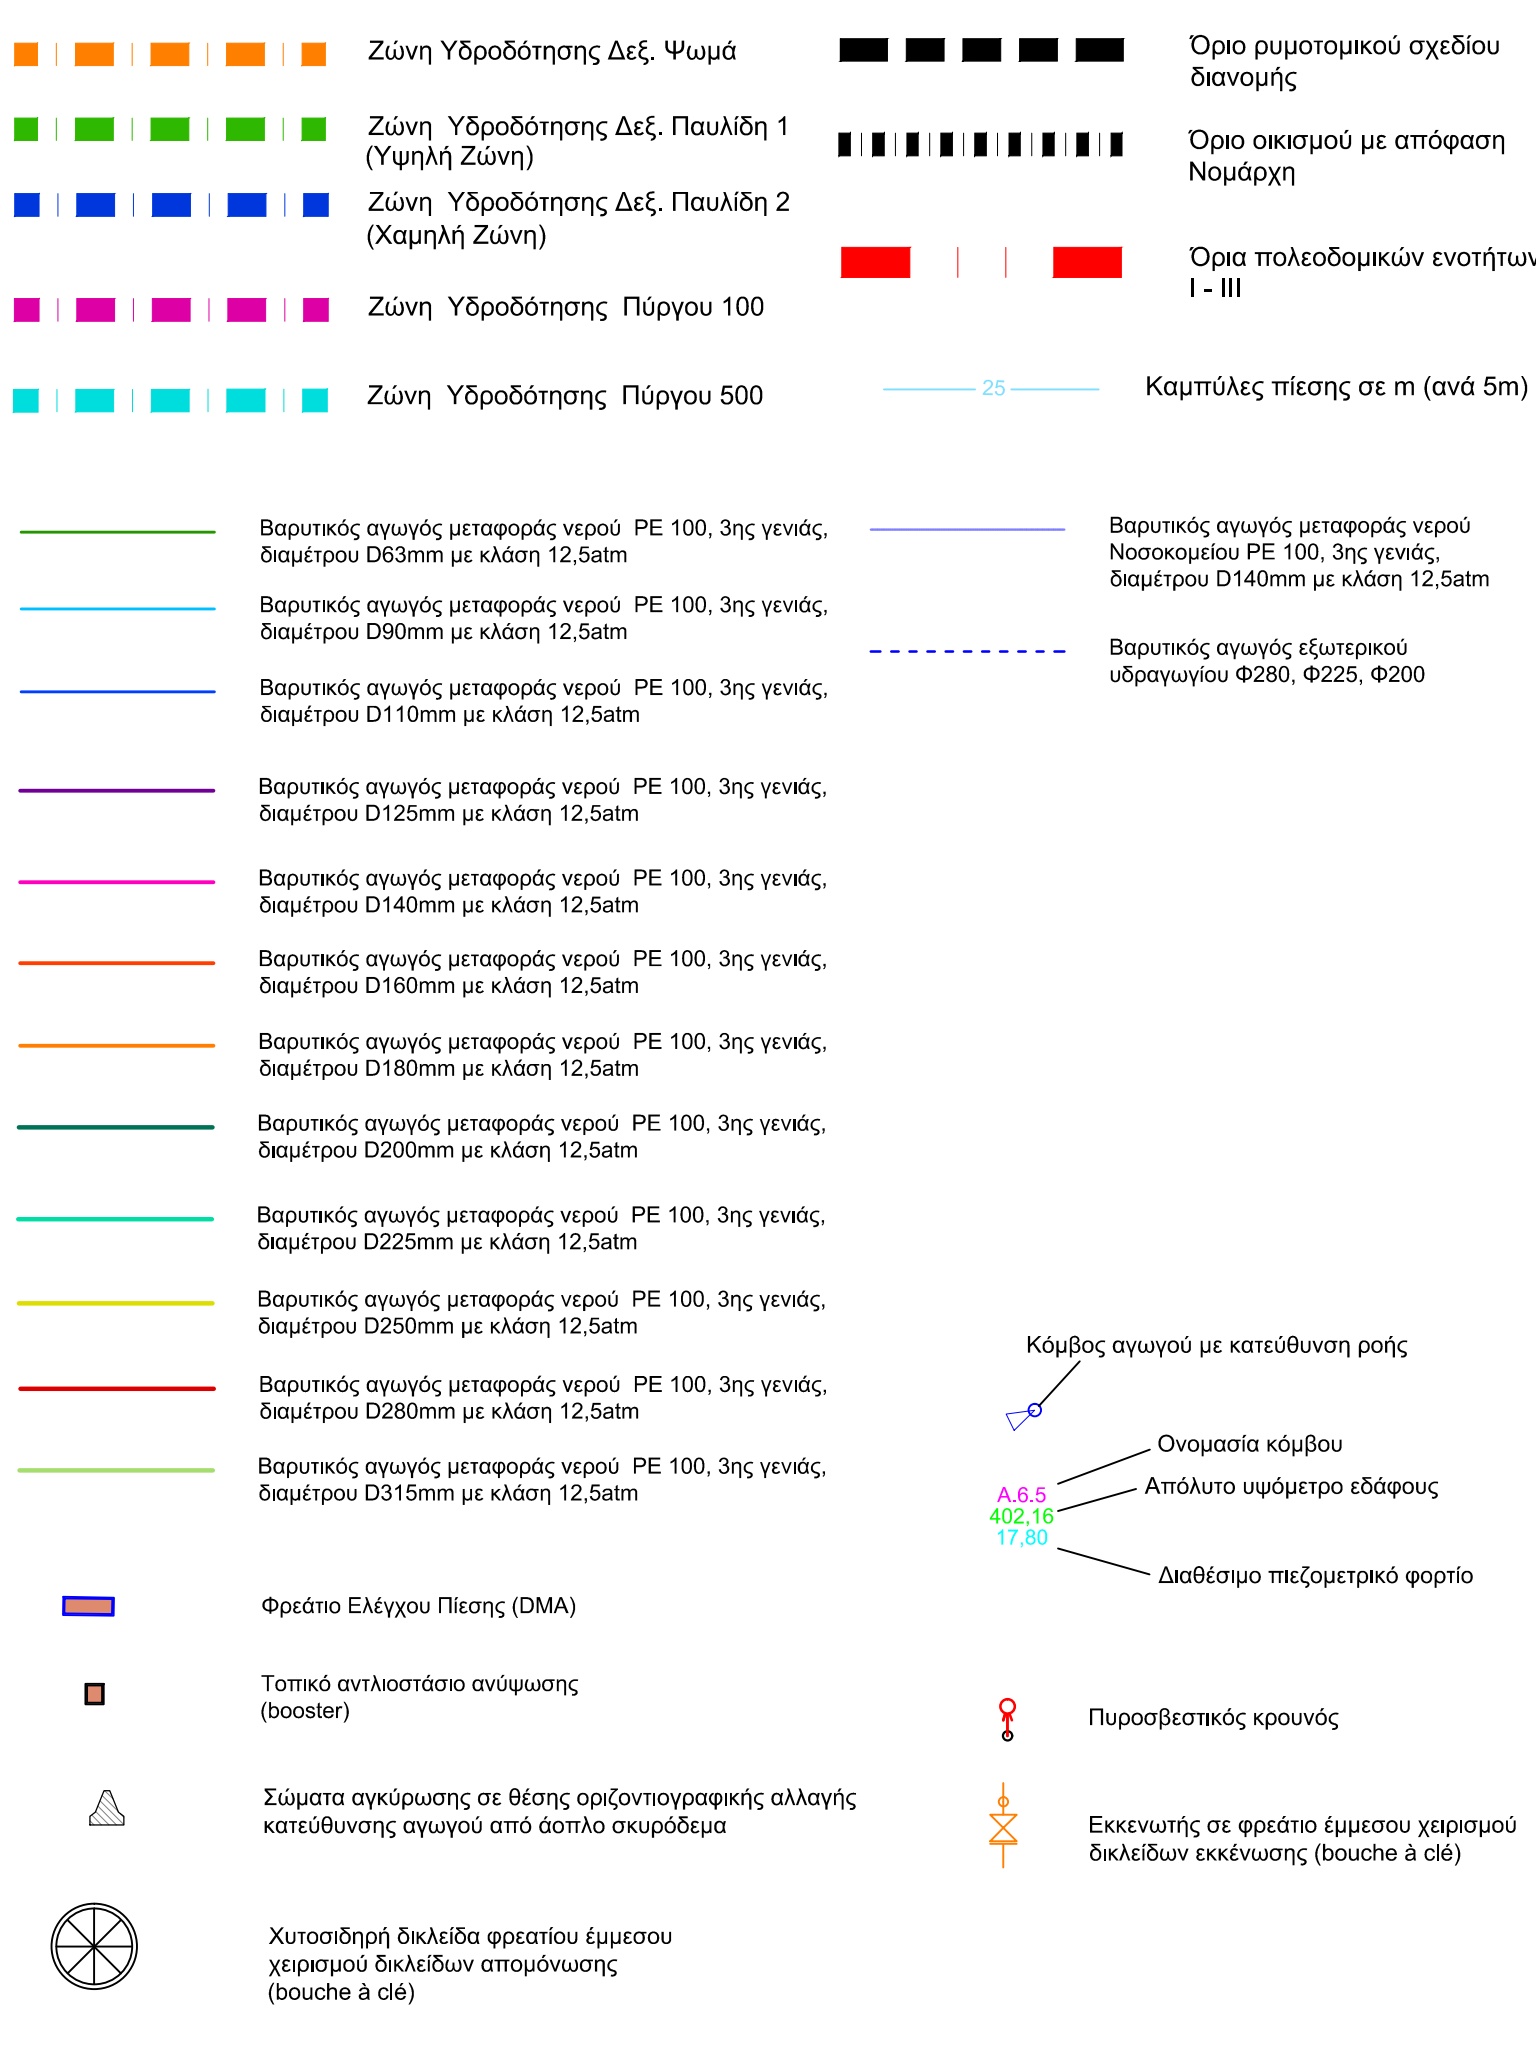 Ζώνη Υδροδότησης Δεξ. Ψωμά
Ζώνη Υδροδότησης Δεξ. Παυλίδη 1
(Υψηλή Ζώνη)
Ζώνη Υδροδότησης Δεξ. Παυλίδη 2
(Χαμηλή Ζώνη)
Ζώνη Υδροδότησης Πύργου 100
Ζώνη Υδροδότησης Πύργου 500
Όριο ρυμοτομικού σχεδίου
διανομής
Όριο οικισμού με απόφαση
Νομάρχη
Όρια πολεοδομικών ενοτήτων
I - III
25
Καμπύλες πίεσης σε m (ανά 5m)
Βαρυτικός αγωγός μεταφοράς νερού PE 100, 3ης γενιάς,
διαμέτρου D63mm με κλάση 12,5atm
Βαρυτικός αγωγός μεταφοράς νερού PE 100, 3ης γενιάς,
διαμέτρου D90mm με κλάση 12,5atm
Βαρυτικός αγωγός μεταφοράς νερού PE 100, 3ης γενιάς,
διαμέτρου D110mm με κλάση 12,5atm
Βαρυτικός αγωγός μεταφοράς νερού PE 100, 3ης γενιάς,
διαμέτρου D125mm με κλάση 12,5atm
Βαρυτικός αγωγός μεταφοράς νερού PE 100, 3ης γενιάς,
διαμέτρου D140mm με κλάση 12,5atm
Βαρυτικός αγωγός μεταφοράς νερού PE 100, 3ης γενιάς,
διαμέτρου D160mm με κλάση 12,5atm
Βαρυτικός αγωγός μεταφοράς νερού PE 100, 3ης γενιάς,
διαμέτρου D180mm με κλάση 12,5atm
Βαρυτικός αγωγός μεταφοράς νερού PE 100, 3ης γενιάς,
διαμέτρου D200mm με κλάση 12,5atm
Βαρυτικός αγωγός μεταφοράς νερού PE 100, 3ης γενιάς,
διαμέτρου D225mm με κλάση 12,5atm
Βαρυτικός αγωγός μεταφοράς νερού PE 100, 3ης γενιάς,
διαμέτρου D250mm με κλάση 12,5atm
Βαρυτικός αγωγός μεταφοράς νερού PE 100, 3ης γενιάς,
διαμέτρου D280mm με κλάση 12,5atm
Βαρυτικός αγωγός μεταφοράς νερού PE 100, 3ης γενιάς,
διαμέτρου D315mm με κλάση 12,5atm
Βαρυτικός αγωγός μεταφοράς νερού
Νοσοκομείου PE 100, 3ης γενιάς,
διαμέτρου D140mm με κλάση 12,5atm
Βαρυτικός αγωγός εξωτερικού
υδραγωγίου Φ280, Φ225, Φ200
Κόμβος αγωγού με κατεύθυνση ροής
Ονομασία κόμβου
Απόλυτο υψόμετρο εδάφους
A.6.5
402,16
17,80
Διαθέσιμο πιεζομετρικό φορτίο
Φρεάτιο Ελέγχου Πίεσης (DMA)
Τοπικό αντλιοστάσιο ανύψωσης
(booster)
Σώματα αγκύρωσης σε θέσης οριζοντιογραφικής αλλαγής
κατεύθυνσης αγωγού από άοπλο σκυρόδεμα
Χυτοσιδηρή δικλείδα φρεατίου έμμεσου
χειρισμού δικλείδων απομόνωσης
(bouche à clé)
Πυροσβεστικός κρουνός
Εκκενωτής σε φρεάτιο έμμεσου χειρισμού
δικλείδων εκκένωσης (bouche à clé)